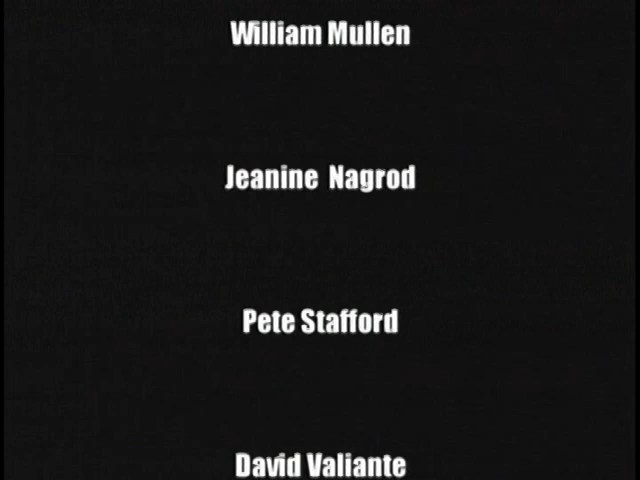 William Mullen
Jeanine Nagrod
Pete Stafford
David Valiante